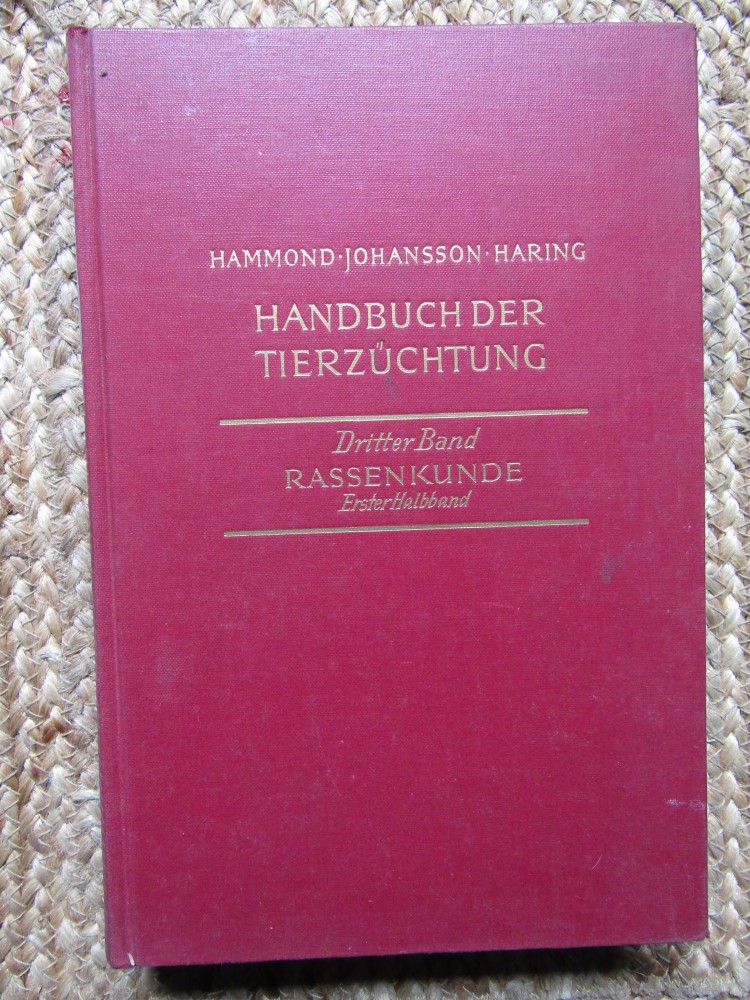 HAMMOND·JOHANSSON·HARING
HANDBUCH DER
TIERZÜCHTUNG
Dritter Band
RASSENKUNDE
Erster Halbband